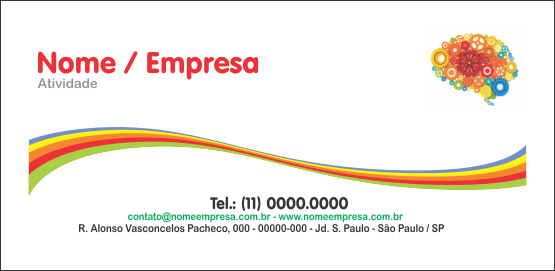 Nome / Empresa
Atividade
Tel.: (11) 0000.0000
contato@nomeempresa.com.br - www.nomeempresa.com.br
R. Alonso Vasconcelos Pacheco, 000 - 00000-000 - Jd. S. Paulo - São Paulo / SP